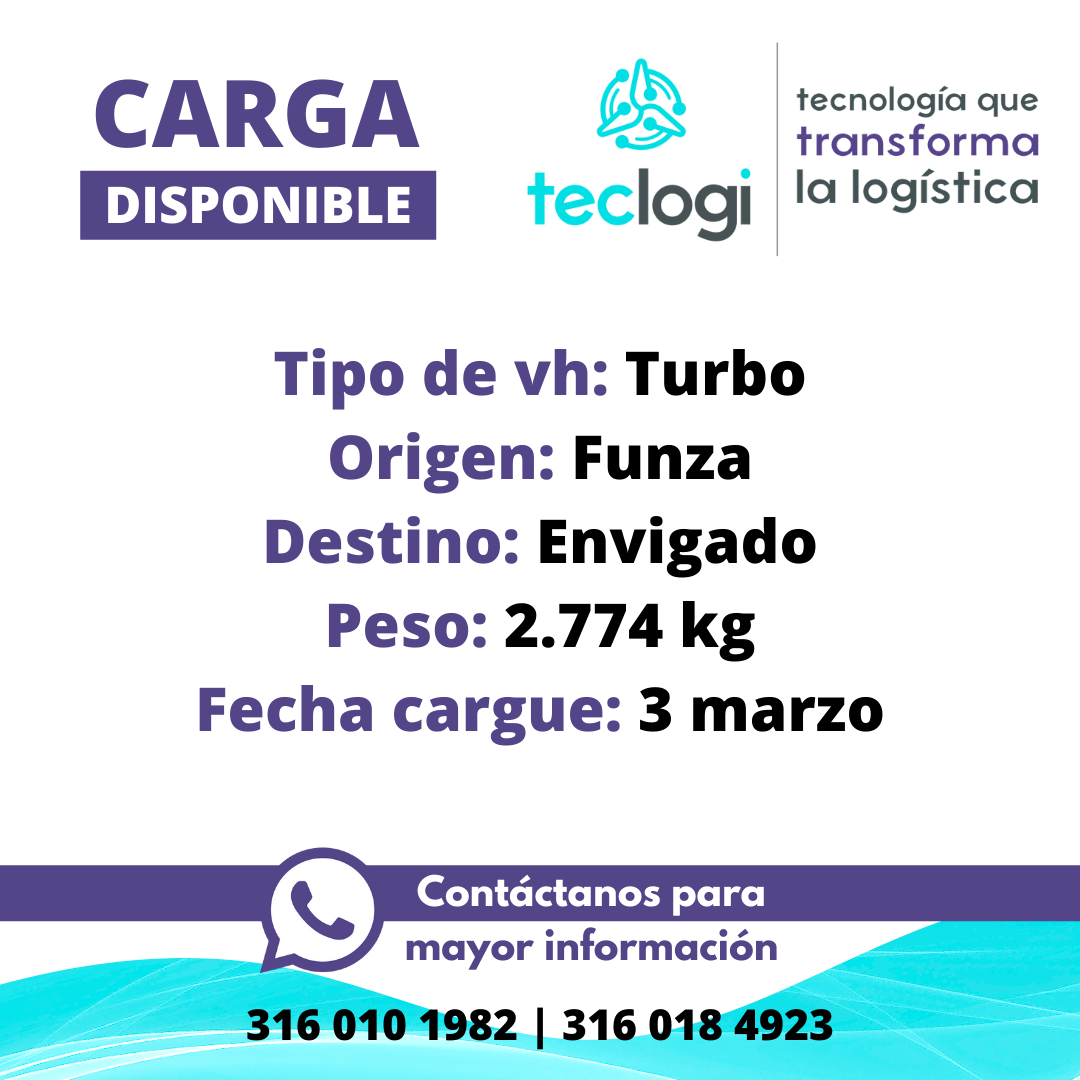 CARGA
DISPONIBLE
teclogi
tecnología que
transforma
la logística
Tipo de vh: Turbo
Origen: Funza
Destino: Envigado
Peso: 2.774 kg
Fecha cargue: 3 marzo
Contáctanos para
mayor información
316 010 1982 | 316 018 4923